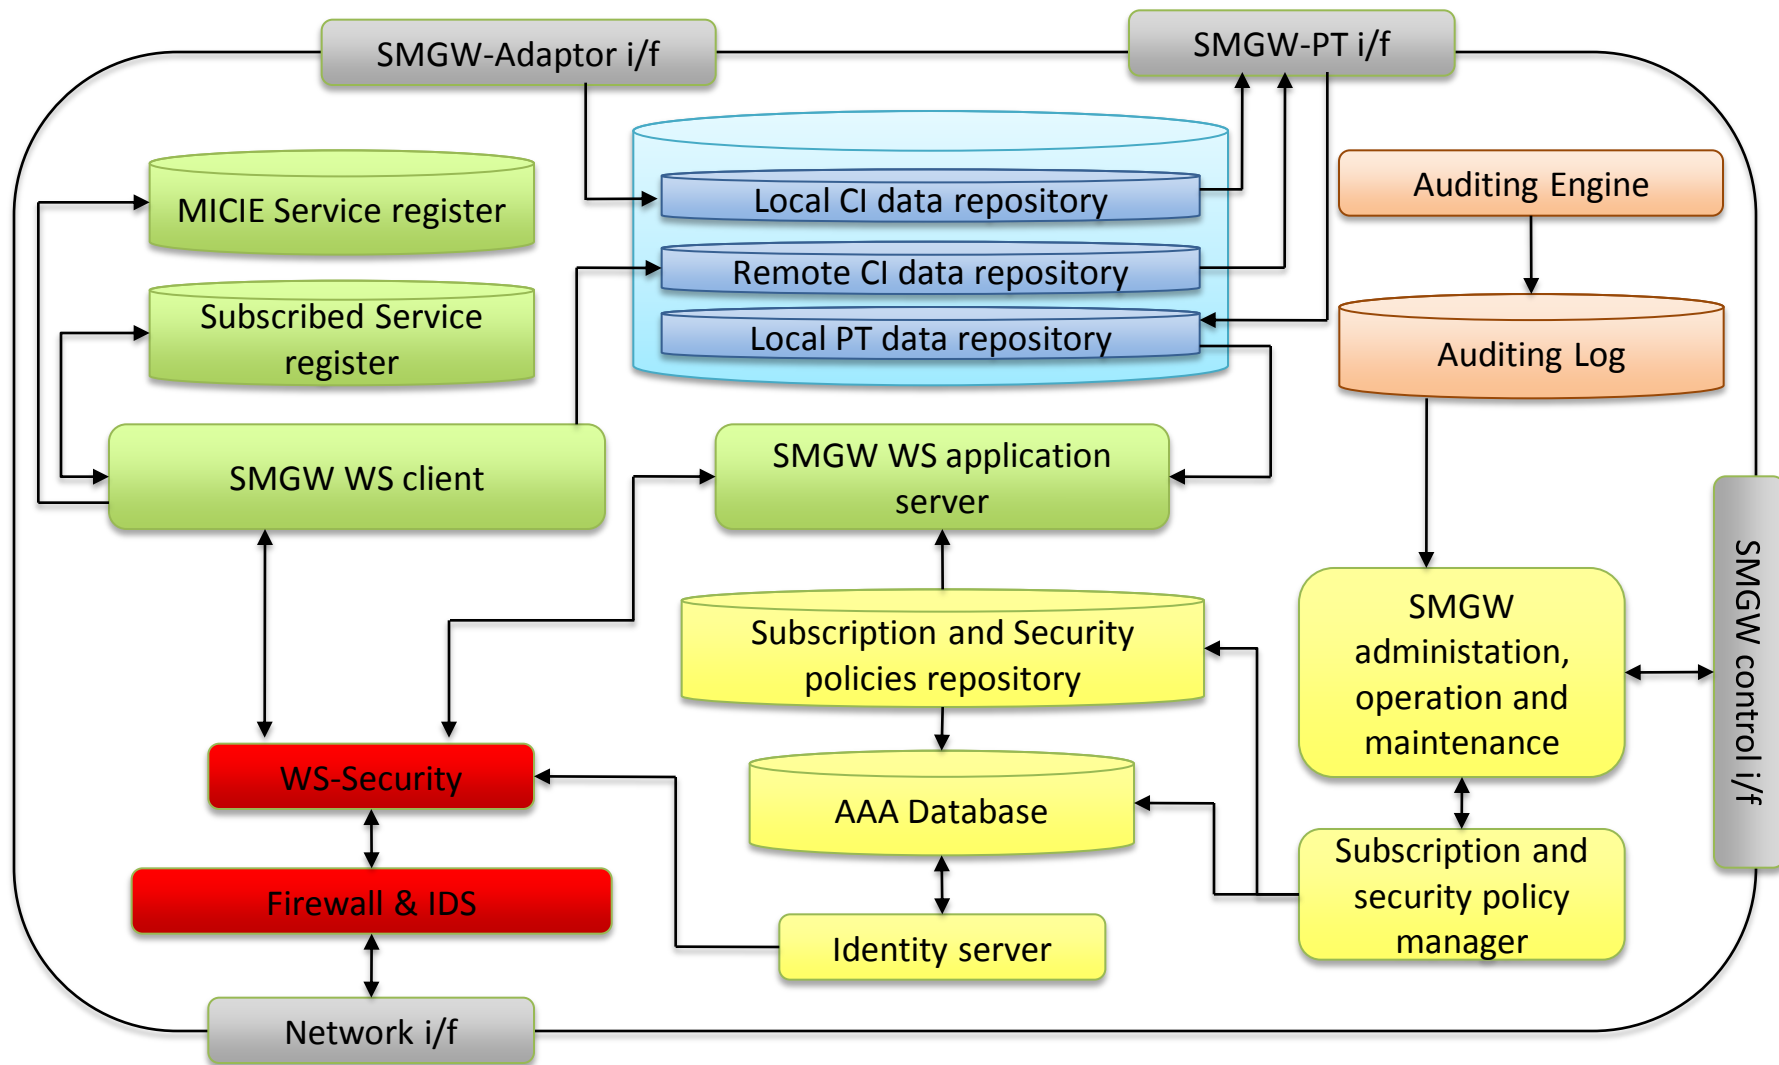 SMGW-Adaptor i/f
SMGW-PT i/f
MICIE Service register
Local CI data repository
Auditing Engine
Remote CI data repository
Subscribed Service
register
Local PT data repository
Auditing Log
SMGW WS client
SMGW WS application
server
SMGW control i/f
SMGW
administation,
operation and
maintenance
Subscription and Security
policies repository
WS-Security
AAA Database
Subscription and
security policy
manager
Firewall & IDS
Identity server
Network i/f